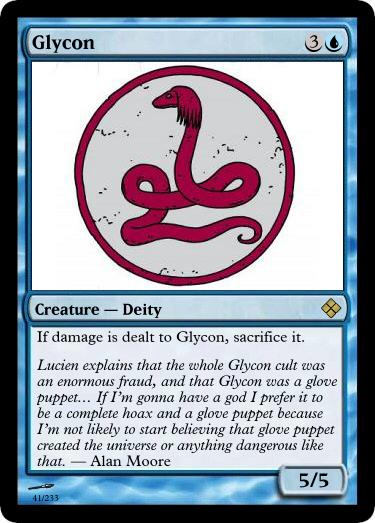 Glycon 3
Creature — Deity
If damage is dealt to Glycon, sacrifice it.
Lucien explains that the whole Glycon cult was
an enormous fraud, and that Glycon was a glove
puppet… If I'm gonna have a god I prefer it to
be a complete hoax and a glove puppet because
I'm not likely to start believing that glove puppet
created the universe or anything dangerous like
that. — Alan Moore
5/5
41/233